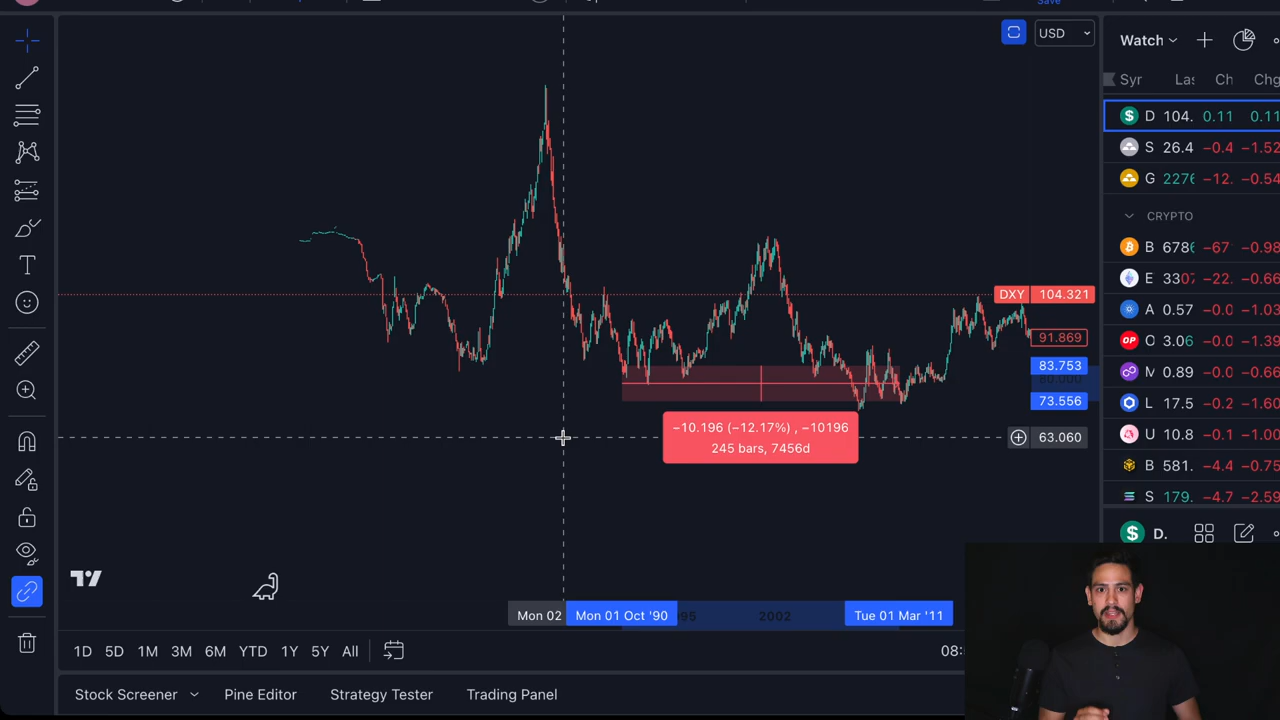 Save
USD
Watch
Syr Las Ch Chg
D 104. 0.11 0.11
S 26.4 −0.4 −1.52
G 2276 −12. −0.54
CRYPTO
B 6786 −67 −0.98
E 3307 −22. −0.66
A 0.57 −0.0 −1.03
O 3.06 −0.0 −1.39
M 0.89 −0.0 −0.66
L 17.5 −0.2 −1.60
U 10.8 −0.1 −1.00
B 581. −4.4 −0.75
S 179. −4.7 −2.59
D.
DXY 104.321
91.869
83.753
80.000
73.556
63.060
−10.196 (−12.17%) , −10196
245 bars, 7456d
Mon 02 Mon 01 Oct '90 95 2002 Tue 01 Mar '11
1D 5D 1M 3M 6M YTD 1Y 5Y All 08:
Stock Screener Pine Editor Strategy Tester Trading Panel